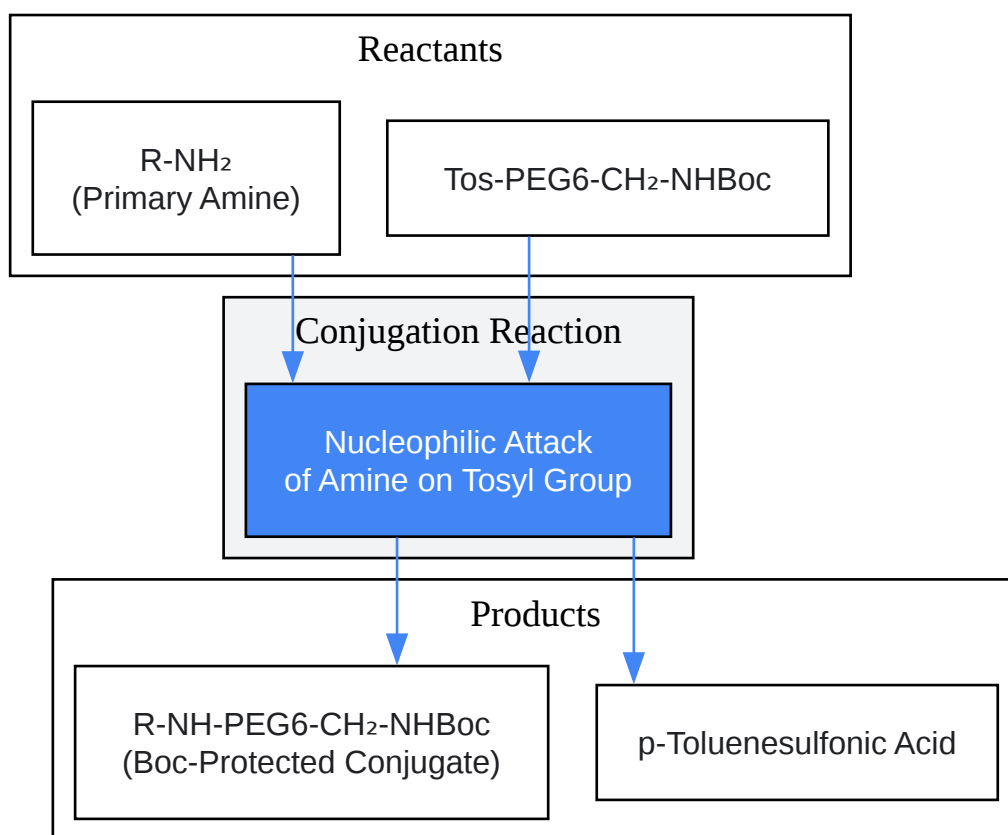 Reactants
R-NH₂
(Primary Amine)
Tos-PEG6-CH₂-NHBoc
Conjugation Reaction
Nucleophilic Attack
of Amine on Tosyl Group
Products
R-NH-PEG6-CH₂-NHBoc
(Boc-Protected Conjugate)
p-Toluenesulfonic Acid